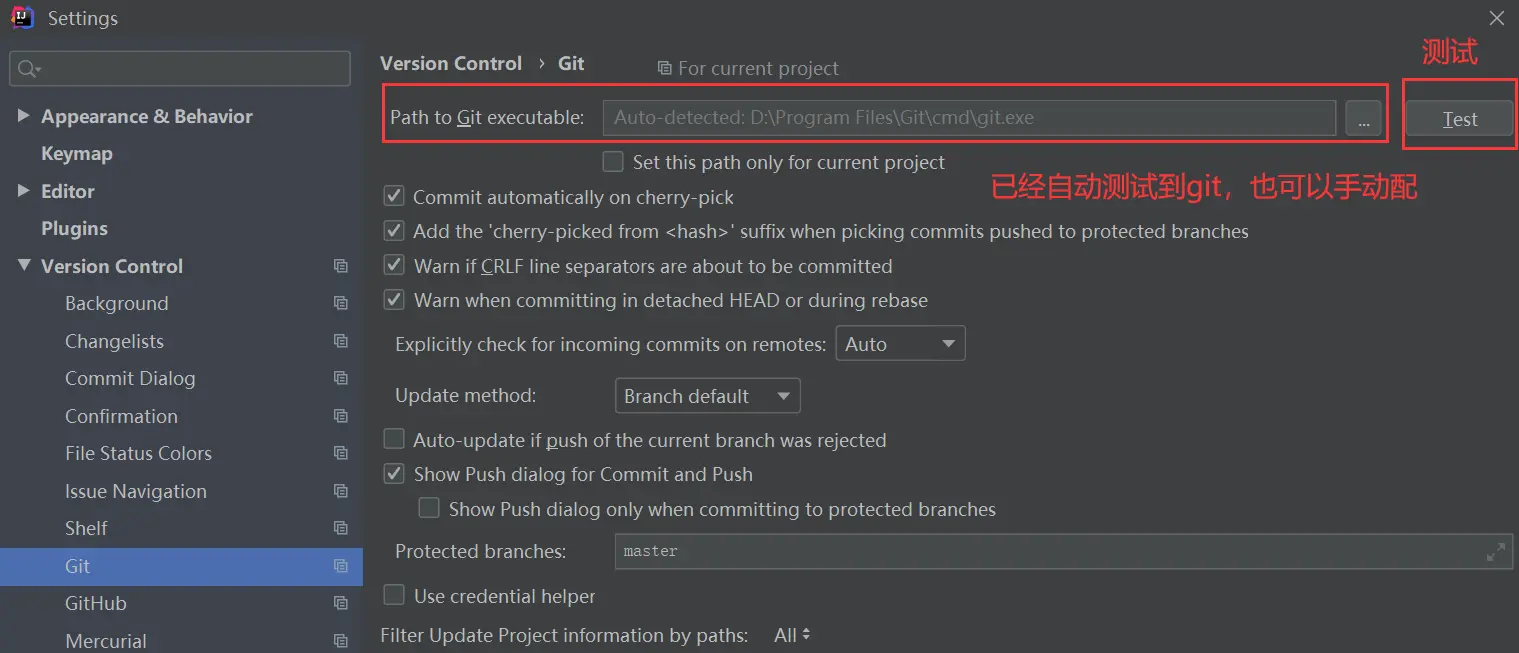 Settings
测试
Version Control › Git For current project
Path to Git executable: Auto-detected: D:\Program Files\Git\cmd\git.exe ... Test
Set this path only for current project
已经自动测试到git，也可以手动配
Appearance & Behavior
Keymap
Editor
Plugins
Version Control
Background
Changelists
Commit Dialog
Confirmation
File Status Colors
Issue Navigation
Shelf
Git
GitHub
Mercurial
Commit automatically on cherry-pick
Add the 'cherry-picked from <hash>' suffix when picking commits pushed to protected branches
Warn if CRLF line separators are about to be committed
Warn when committing in detached HEAD or during rebase
Explicitly check for incoming commits on remotes: Auto
Update method: Branch default
Auto-update if push of the current branch was rejected
Show Push dialog for Commit and Push
Show Push dialog only when committing to protected branches
Protected branches: master
Use credential helper
Filter Update Project information by paths: All